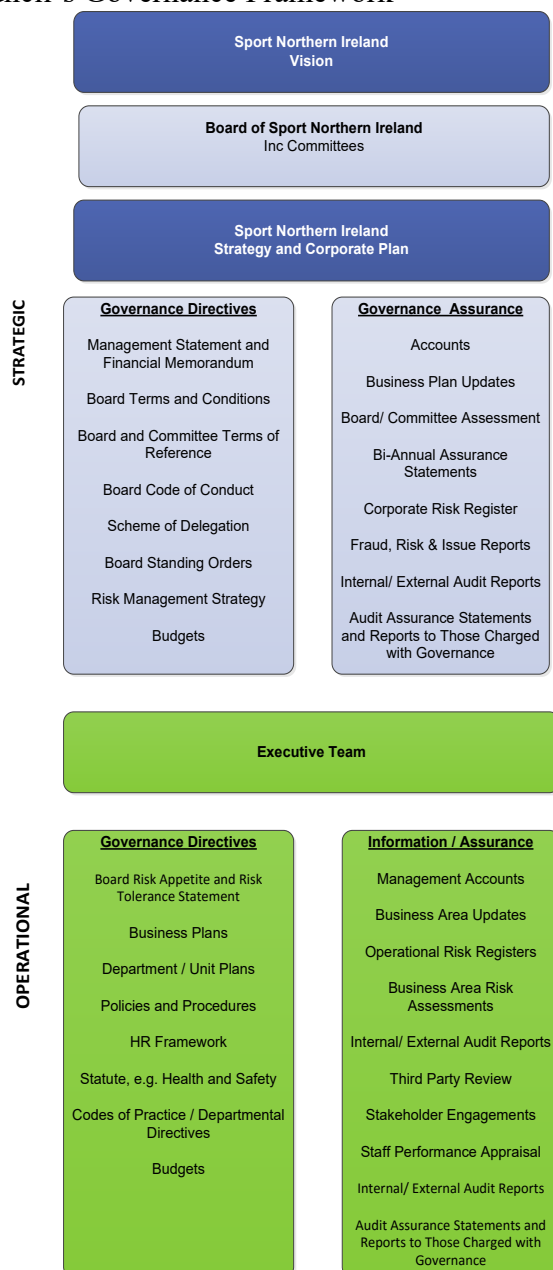 Governance Framework
Sport Northern Ireland
Vision
Board of Sport Northern Ireland
Inc Committees
Sport Northern Ireland
Strategy and Corporate Plan
STRATEGIC
Governance Directives
Management Statement and
Financial Memorandum
Board Terms and Conditions
Board and Committee Terms of
Reference
Board Code of Conduct
Scheme of Delegation
Board Standing Orders
Risk Management Strategy
Budgets
Governance Assurance
Accounts
Business Plan Updates
Board/ Committee Assessment
Bi-Annual Assurance
Statements
Corporate Risk Register
Fraud, Risk & Issue Reports
Internal/ External Audit Reports
Audit Assurance Statements
and Reports to Those Charged
with Governance
Executive Team
OPERATIONAL
Governance Directives
Board Risk Appetite and Risk
Tolerance Statement
Business Plans
Department / Unit Plans
Policies and Procedures
HR Framework
Statute, e.g. Health and Safety
Codes of Practice / Departmental
Directives
Budgets
Information / Assurance
Management Accounts
Business Area Updates
Operational Risk Registers
Business Area Risk
Assessments
Internal/ External Audit Reports
Third Party Review
Stakeholder Engagements
Staff Performance Appraisal
Internal/ External Audit Reports
Audit Assurance Statements and
Reports to Those Charged with
Governance